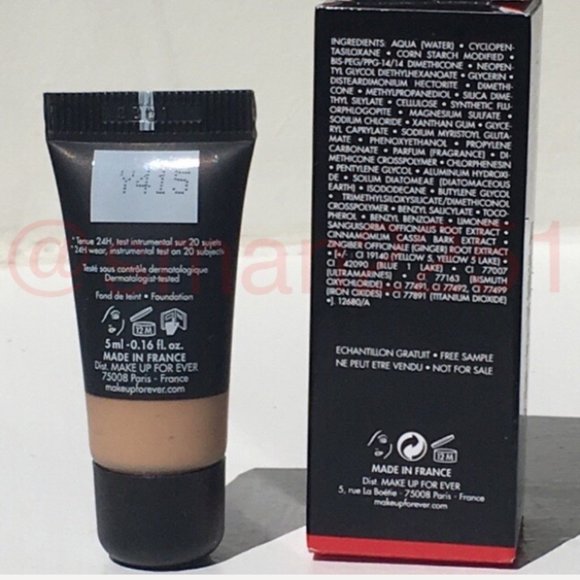 Y415
*Tenue 24H, test intrumental sur 20 sujets
*24H wear, instrumental test on 20 subjects
Testé sous contrôle dermatologique
Dermatologist-tested
Fond de teint • Foundation
12 M
5 ml -0.16 fl. oz.
MADE IN FRANCE
Dist. MAKE UP FOR EVER
75008 Paris - France
makeupforever.com
INGREDIENTS: AQUA (WATER) • CYCLOPEN-
TASILOXANE • CORN STARCH MODIFIED •
BIS-PEG/PPG-14/14 DIMETHICONE • NEOPEN-
TYL GLYCOL DIETHYLHEXANOATE • GLYCERIN •
DISTEARDIMONIUM HECTORITE • DIMETHI-
CONE • METHYLPROPANEDIOL • SILICA DIME-
THYL SILYLATE • CELLULOSE • SYNTHETIC FLU-
ORPHLOGOPITE • MAGNESIUM SULFATE •
SODIUM CHLORIDE • XANTHAN GUM • GLYCE-
RYL CAPRYLATE • SODIUM MYRISTOYL GLUTA-
MATE • PHENOXYETHANOL • PROPYLENE
CARBONATE • PARFUM (FRAGRANCE) • DI-
METHICONE CROSSPOLYMER • CHLORPHENESIN
• PENTYLENE GLYCOL • ALUMINUM HYDROXI-
DE • SOLUM DIATOMEAE (DIATOMACEOUS
EARTH) • ISODODECANE • BUTYLENE GLYCOL
• TRIMETHYLSILOXYSILICATE/DIMETHICONOL
CROSSPOLYMER • BENZYL SALICYLATE • TOCO-
PHEROL • BENZYL BENZOATE • LIMONENE •
SANGUISORBA OFFICINALIS ROOT EXTRACT •
CINNAMOMUM CASSIA BARK EXTRACT •
ZINGIBER OFFICINALE (GINGER) ROOT EXTRACT •
[+/- : CI 19140 (YELLOW 5, YELLOW 5 LAKE)
• CI 42090 (BLUE 1 LAKE) • CI 77007
(ULTRAMARINES) • CI 77163 (BISMUTH
OXYCHLORIDE) • CI 77491, CI 77492, CI 77499
(IRON OXIDES) • CI 77891 (TITANIUM DIOXIDE)
•]. 12680/A
ECHANTILLON GRATUIT • FREE SAMPLE
NE PEUT ETRE VENDU • NOT FOR SALE
12 M
MADE IN FRANCE
Dist. MAKE UP FOR EVER
5, rue La Boétie - 75008 Paris - France
makeupforever.com